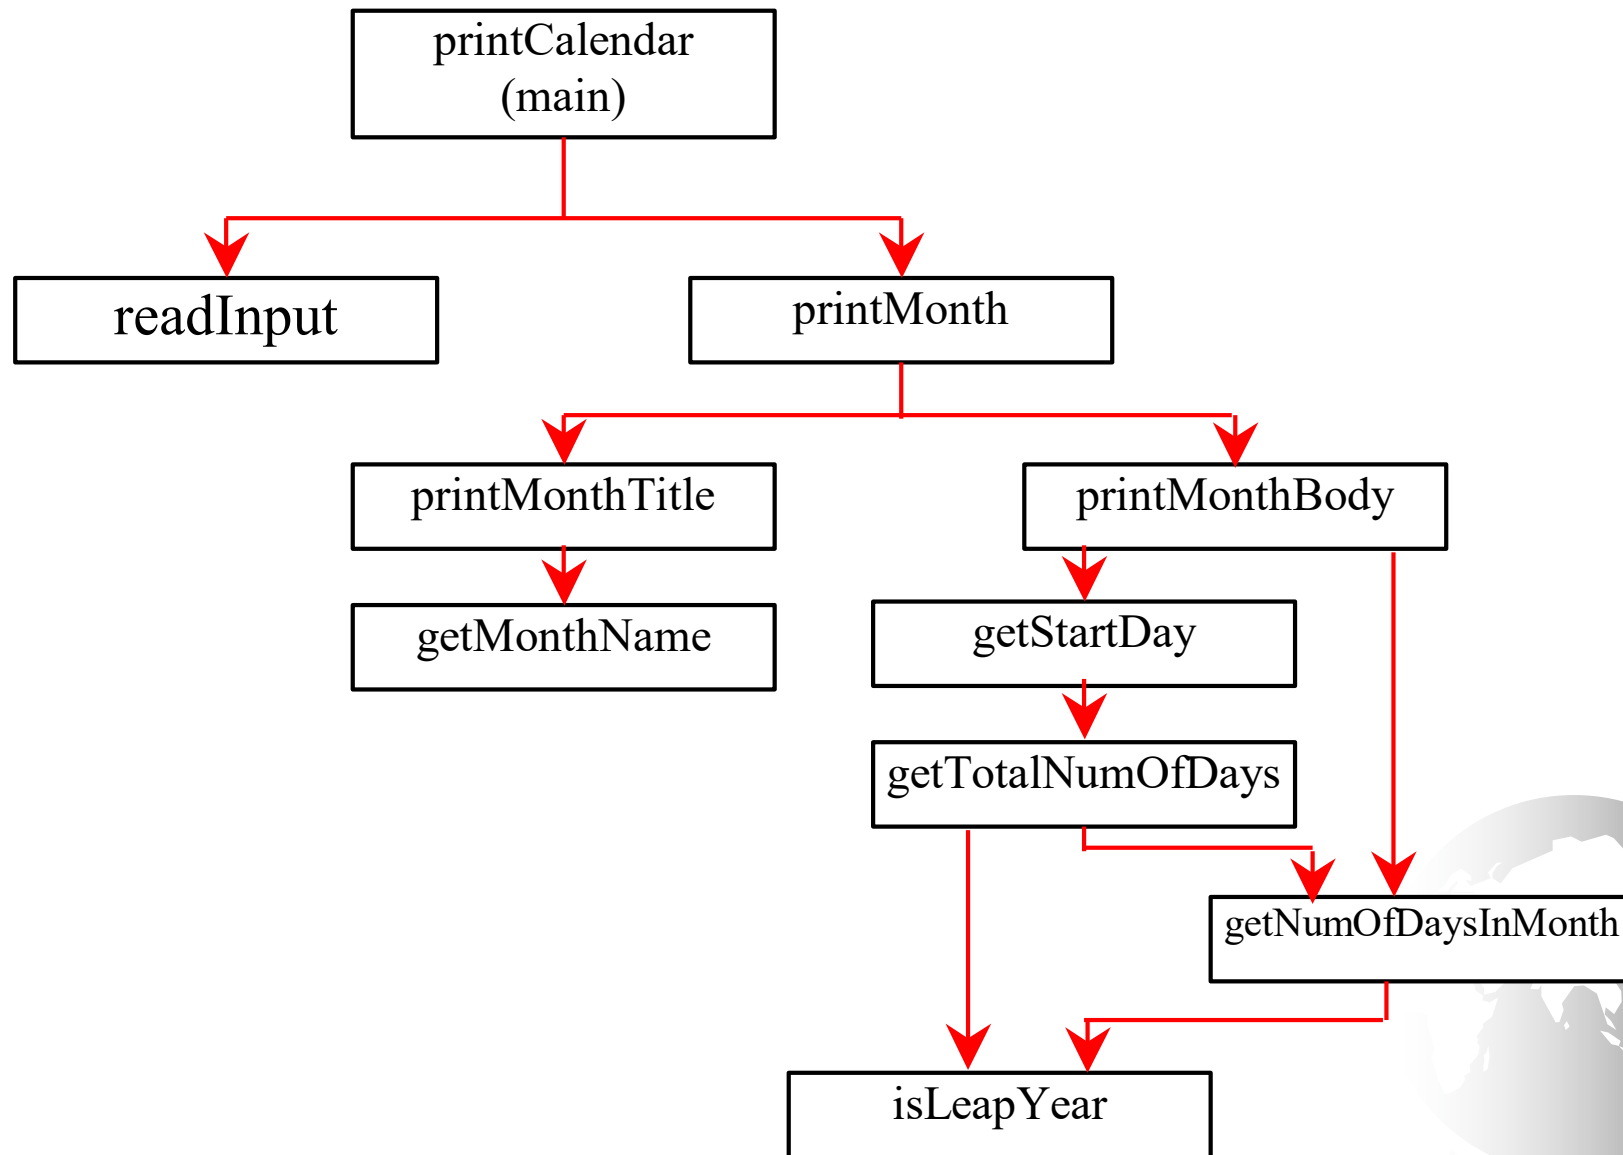 printCalendar
(main)
readInput
printMonth
printMonthTitle
printMonthBody
getMonthName
getStartDay
getTotalNumOfDays
getNumOfDaysInMonth
isLeapYear